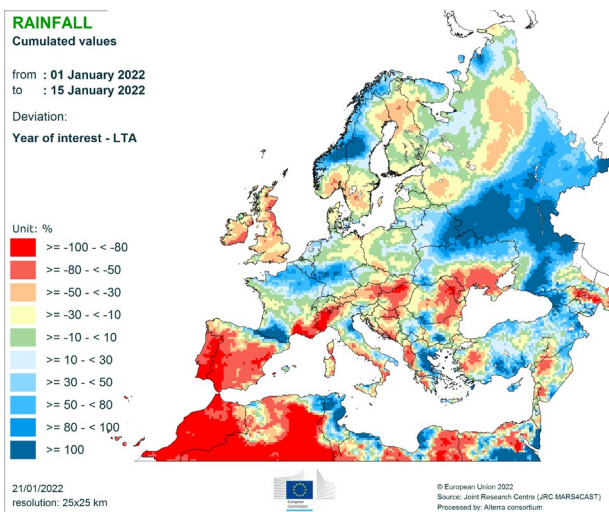 RAINFALL
Cumulated values
from : 01 January 2022
to : 15 January 2022
Deviation:
Year of interest - LTA
Unit: %
>= -100 - < -80
>= -80 - < -50
>= -50 - < -30
>= -30 - < -10
>= -10 - < 10
>= 10 - < 30
>= 30 - < 50
>= 50 - < 80
>= 80 - < 100
>= 100
21/01/2022
resolution: 25x25 km
European
Commission
© European Union 2022
Source: Joint Research Centre (JRC MARS4CAST)
Processed by: Alterra consortium